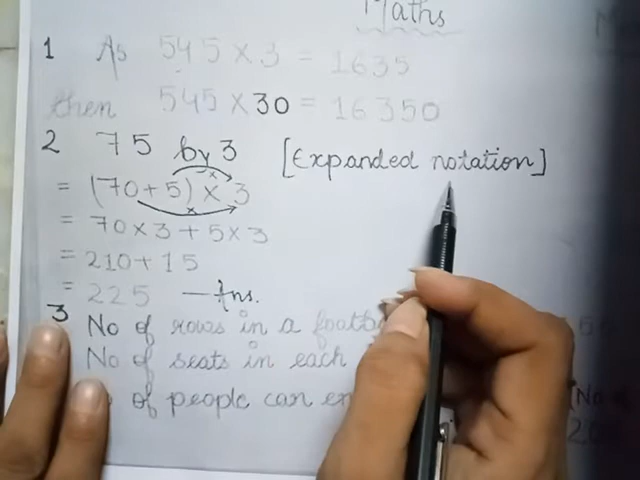 Maths
1 As 545 × 3 = 1635
then 545 × 30 = 16350
2 75 by 3 [Expanded notation]
= (70+5) × 3
= 70×3 + 5×3
= 210+15
= 225 — Ans.
3 No of rows in a
No of seats in each
of people can